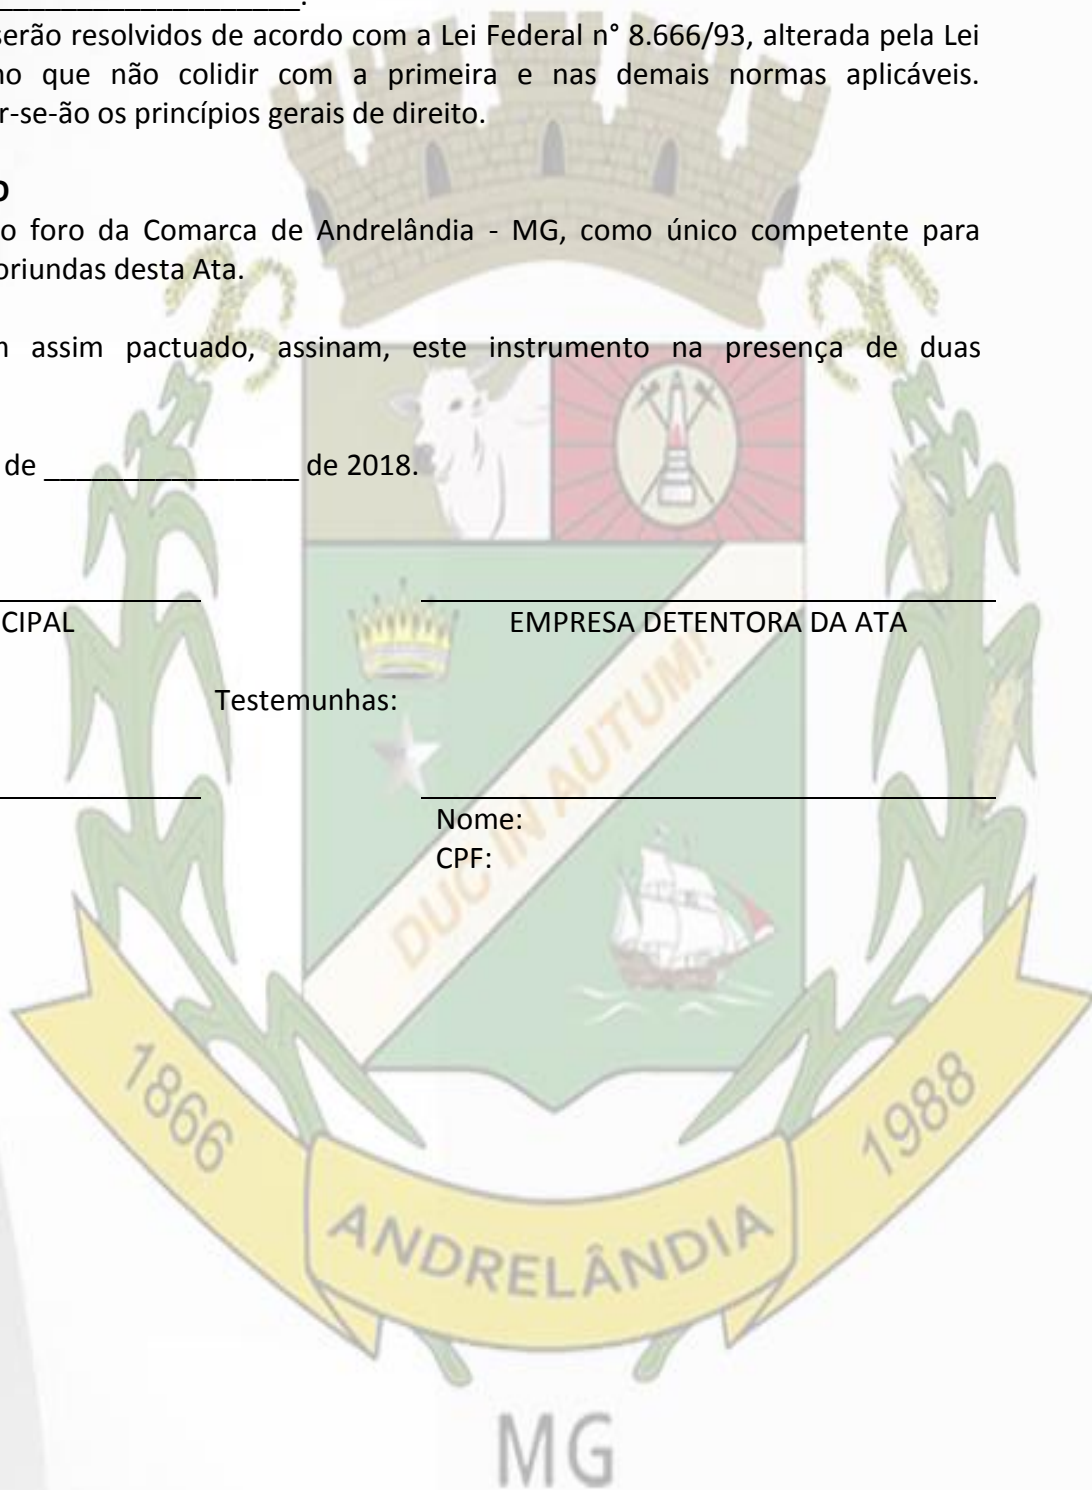 ________________.
serão resolvidos de acordo com a Lei Federal n° 8.666/93, alterada pela Lei
no que não colidir com a primeira e nas demais normas aplicáveis.
r-se-ão os princípios gerais de direito.
O
o foro da Comarca de Andrelândia - MG, como único competente para
oriundas desta Ata.
m assim pactuado, assinam, este instrumento na presença de duas
de ________________ de 2018.
CIPAL
EMPRESA DETENTORA DA ATA
Testemunhas:
Nome:
CPF:
DUC IN AUTUM!
1866
ANDRELÂNDIA
1988
MG